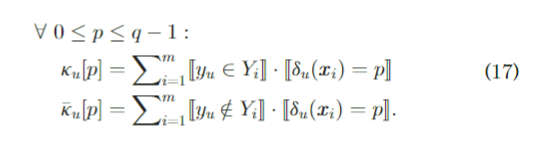 ∀ 0 ≤ p ≤ q − 1 :
κ_u[p] = ∑_{i=1}^{m} ⟦y_u ∈ Y_i⟧ · ⟦δ_u(x_i) = p⟧ (17)
κ̄_u[p] = ∑_{i=1}^{m} ⟦y_u ∉ Y_i⟧ · ⟦δ_u(x_i) = p⟧.